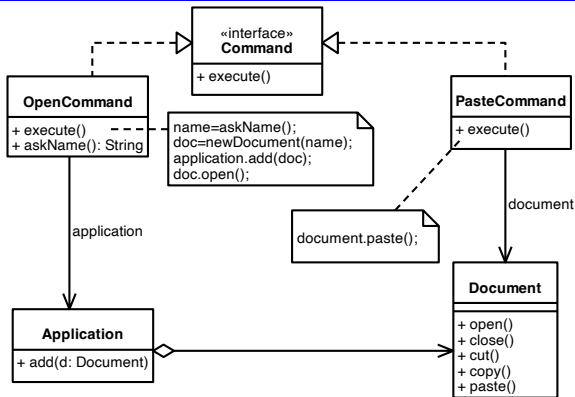 «interface»
Command
+ execute()
OpenCommand
+ execute()
+ askName(): String
name=askName();
doc=newDocument(name);
application.add(doc);
doc.open();
PasteCommand
+ execute()
document.paste();
application
document
Application
+ add(d: Document)
Document
+ open()
+ close()
+ cut()
+ copy()
+ paste()